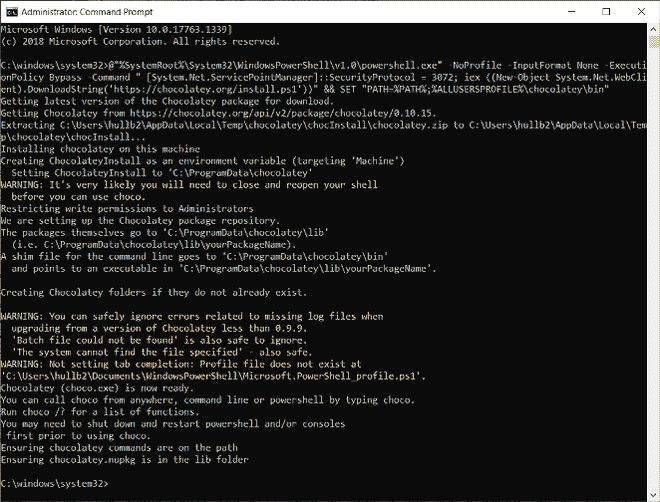 Administrator: Command Prompt
Microsoft Windows [Version 10.0.17763.1339]
(c) 2018 Microsoft Corporation. All rights reserved.
C:\windows\system32>@"%SystemRoot%\System32\WindowsPowerShell\v1.0\powershell.exe" -NoProfile -InputFormat None -Executi
onPolicy Bypass -Command " [System.Net.ServicePointManager]::SecurityProtocol = 3072; iex ((New-Object System.Net.WebCli
ent).DownloadString('https://chocolatey.org/install.ps1'))" && SET "PATH=%PATH%;%ALLUSERSPROFILE%\chocolatey\bin"
Getting latest version of the Chocolatey package for download.
Getting Chocolatey from https://chocolatey.org/api/v2/package/chocolatey/0.10.15.
Extracting C:\Users\hullb2\AppData\Local\Temp\chocolatey\chocInstall\chocolatey.zip to C:\Users\hullb2\AppData\Local\Tem
p\chocolatey\chocInstall...
Installing chocolatey on this machine
Creating ChocolateyInstall as an environment variable (targeting 'Machine')
Setting ChocolateyInstall to 'C:\ProgramData\chocolatey'
WARNING: It's very likely you will need to close and reopen your shell
before you can use choco.
Restricting write permissions to Administrators
We are setting up the Chocolatey package repository.
The packages themselves go to 'C:\ProgramData\chocolatey\lib'
(i.e. C:\ProgramData\chocolatey\lib\yourPackageName).
A shim file for the command line goes to 'C:\ProgramData\chocolatey\bin'
and points to an executable in 'C:\ProgramData\chocolatey\lib\yourPackageName'.
Creating Chocolatey folders if they do not already exist.
WARNING: You can safely ignore errors related to missing log files when
upgrading from a version of Chocolatey less than 0.9.9.
'Batch file could not be found' is also safe to ignore.
'The system cannot find the file specified' - also safe.
WARNING: Not setting tab completion: Profile file does not exist at
'C:\Users\hullb2\Documents\WindowsPowerShell\Microsoft.PowerShell_profile.ps1'.
Chocolatey (choco.exe) is now ready.
You can call choco from anywhere, command line or powershell by typing choco.
Run choco /? for a list of functions.
You may need to shut down and restart powershell and/or consoles
first prior to using choco.
Ensuring chocolatey commands are on the path
Ensuring chocolatey.nupkg is in the lib folder
C:\windows\system32>